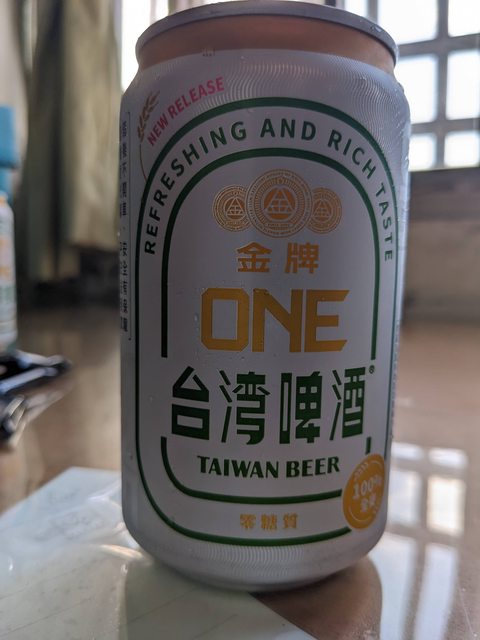 NEW RELEASE
REFRESHING AND RICH TASTE
金牌
ONE
台湾啤酒®
TAIWAN BEER
零糖質
100%